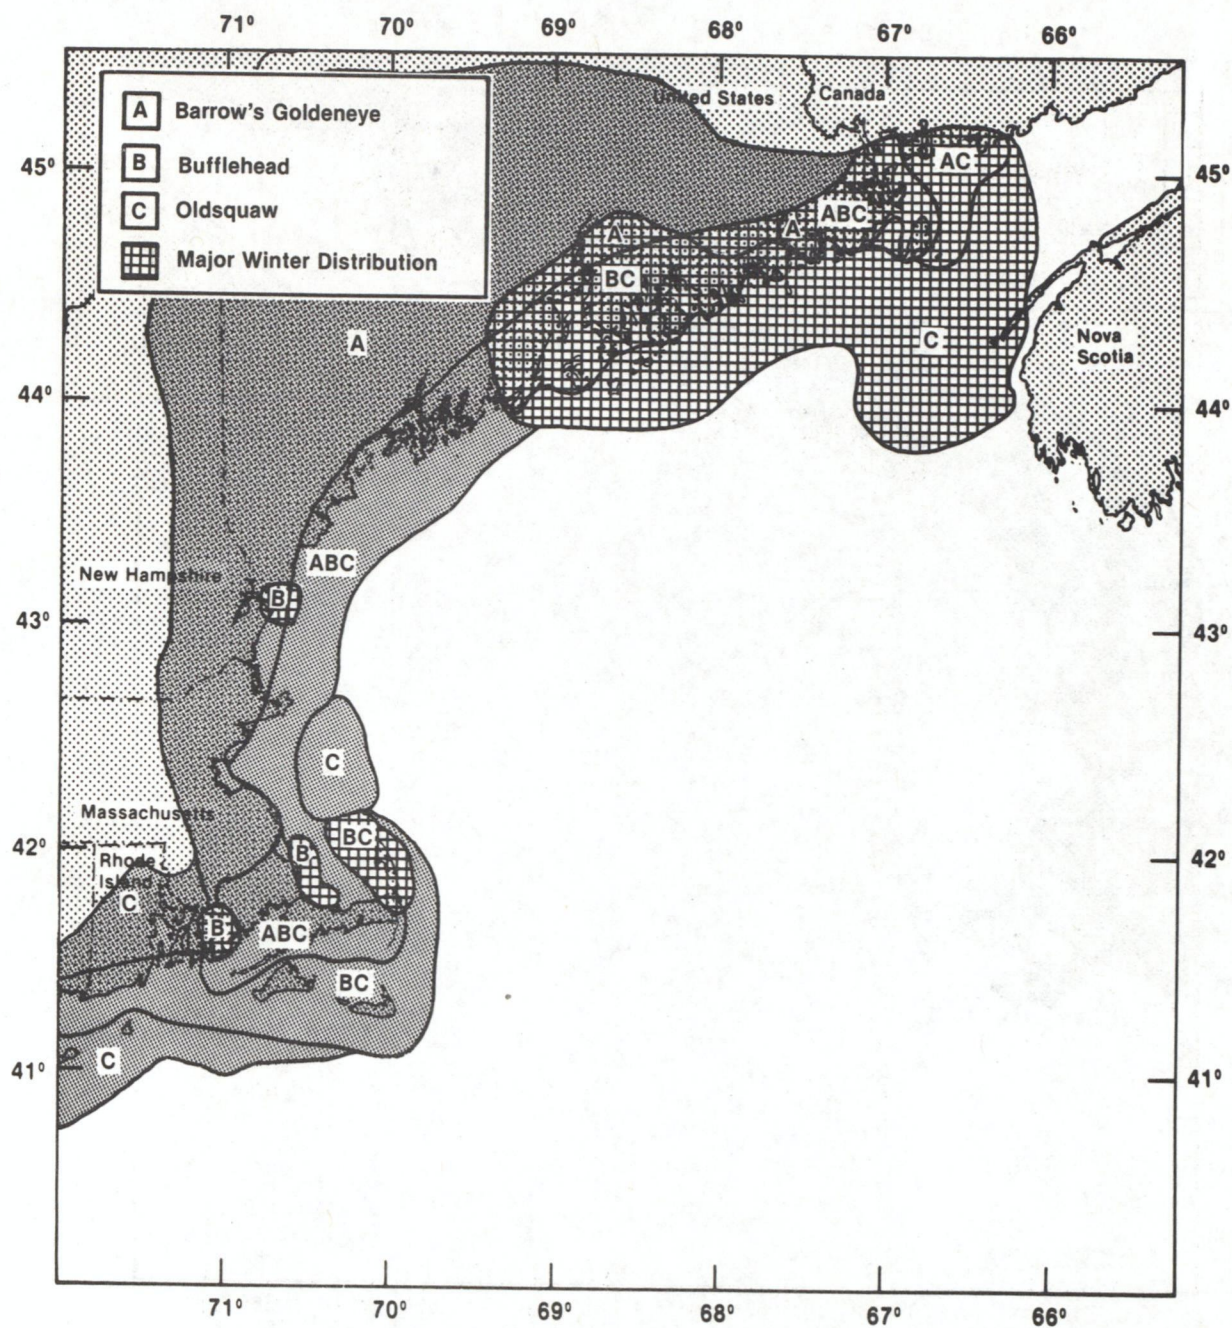 71° 70° 69° 68° 67° 66°
A Barrow's Goldeneye
B Bufflehead
C Oldsquaw
Major Winter Distribution
United States
Canada
45°
45°
AC
ABC
A
A
BC
C
A
Nova
Scotia
44°
44°
ABC
New Hampshire
B
43°
43°
C
Massachusetts
BC
B
42°
42°
Rhode
Island
C
B
ABC
BC
C
41°
41°
71° 70° 69° 68° 67° 66°